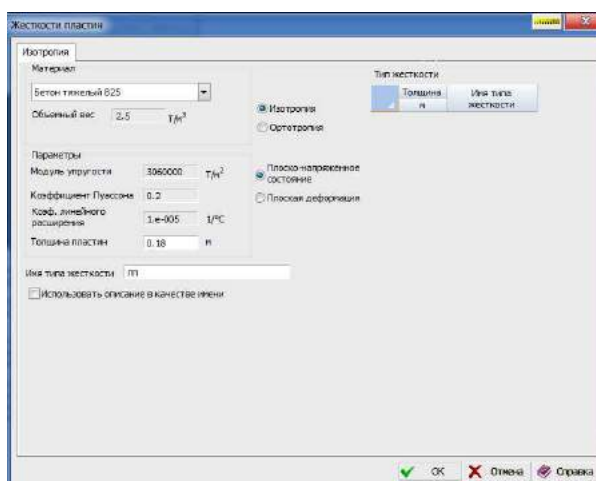 Жесткости пластин
Изотропия
Материал
Бетон тяжелый B25
Объемный вес 2.5 Т/м³
Изотропия
Ортотропия
Тип жесткости
Толщина м
Имя типа жесткости
Параметры
Модуль упругости 3060000 Т/м²
Коэффициент Пуассона 0.2
Коэф. линейного расширения 1.e-005 1/°C
Толщина пластин 0.18 м
Плоско-напряженное состояние
Плоская деформация
Имя типа жесткости пп
Использовать описание в качестве имени
OK Отмена Справка